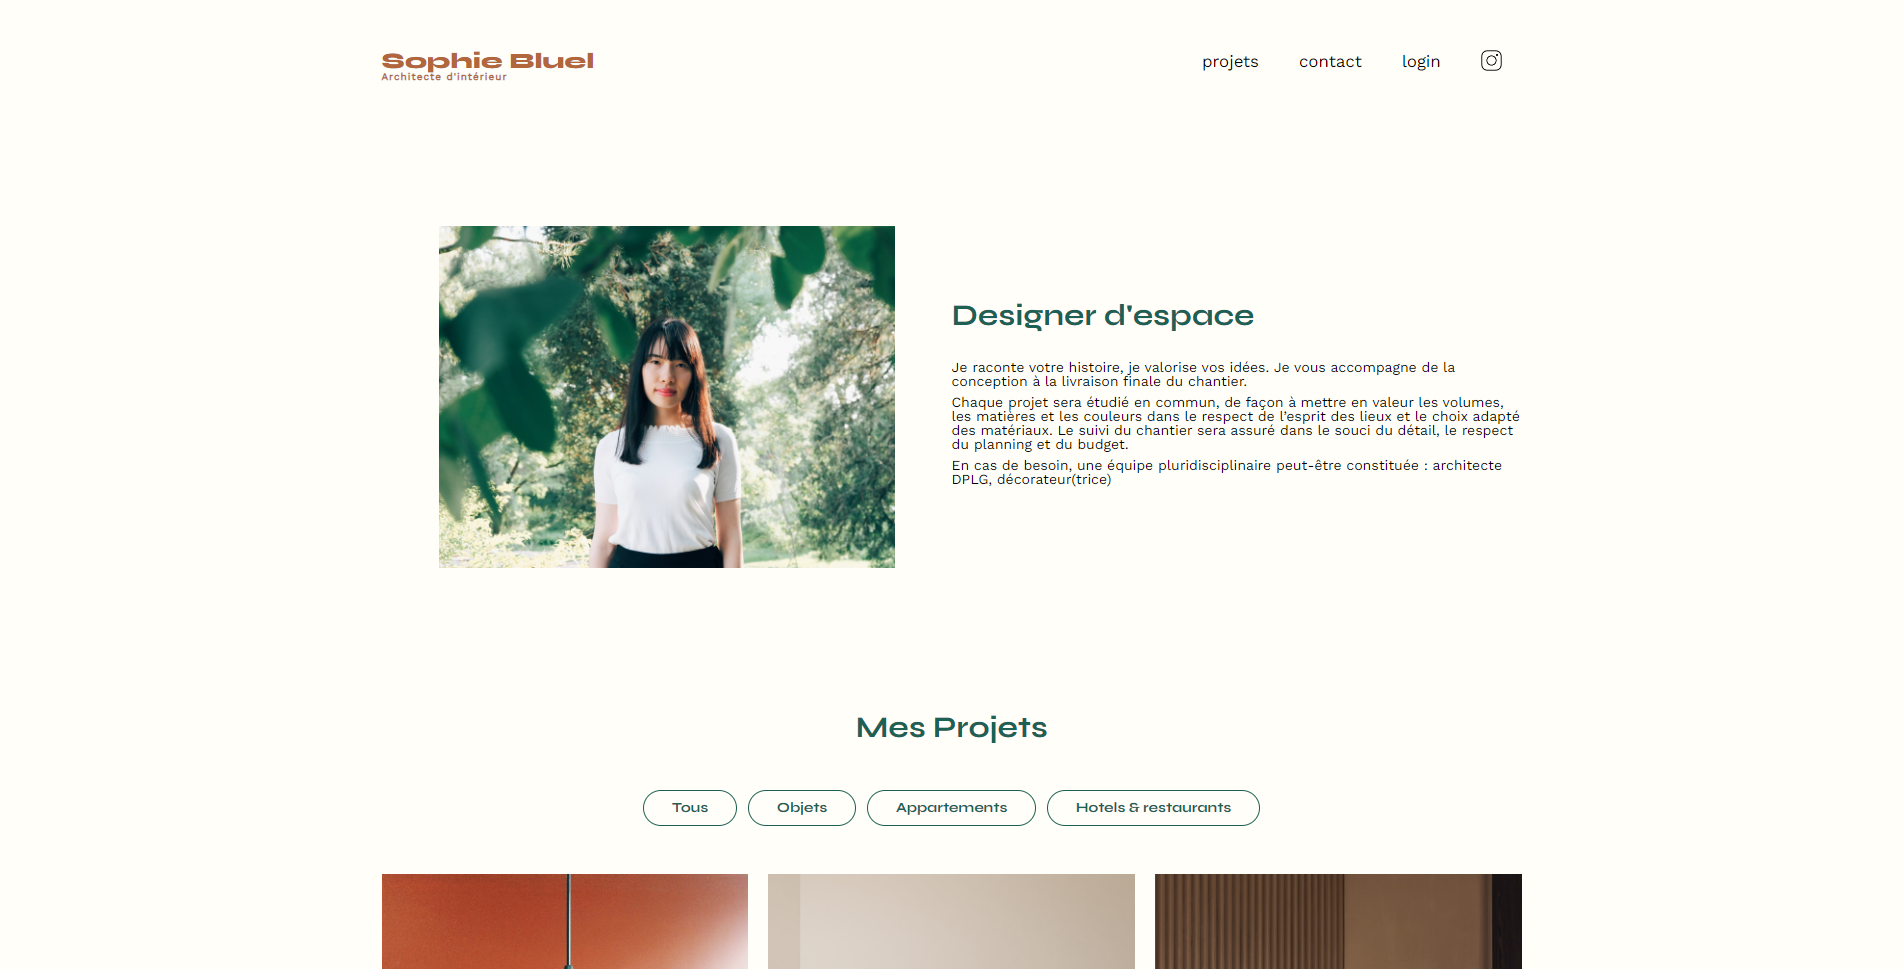 Sophie Bluel
Architecte d'intérieur
projets
contact
login
Designer d'espace
Je raconte votre histoire, je valorise vos idées. Je vous accompagne de la
conception à la livraison finale du chantier.
Chaque projet sera étudié en commun, de façon à mettre en valeur les volumes,
les matières et les couleurs dans le respect de l’esprit des lieux et le choix adapté
des matériaux. Le suivi du chantier sera assuré dans le souci du détail, le respect
du planning et du budget.
En cas de besoin, une équipe pluridisciplinaire peut-être constituée : architecte
DPLG, décorateur(trice)
Mes Projets
Tous
Objets
Appartements
Hotels & restaurants